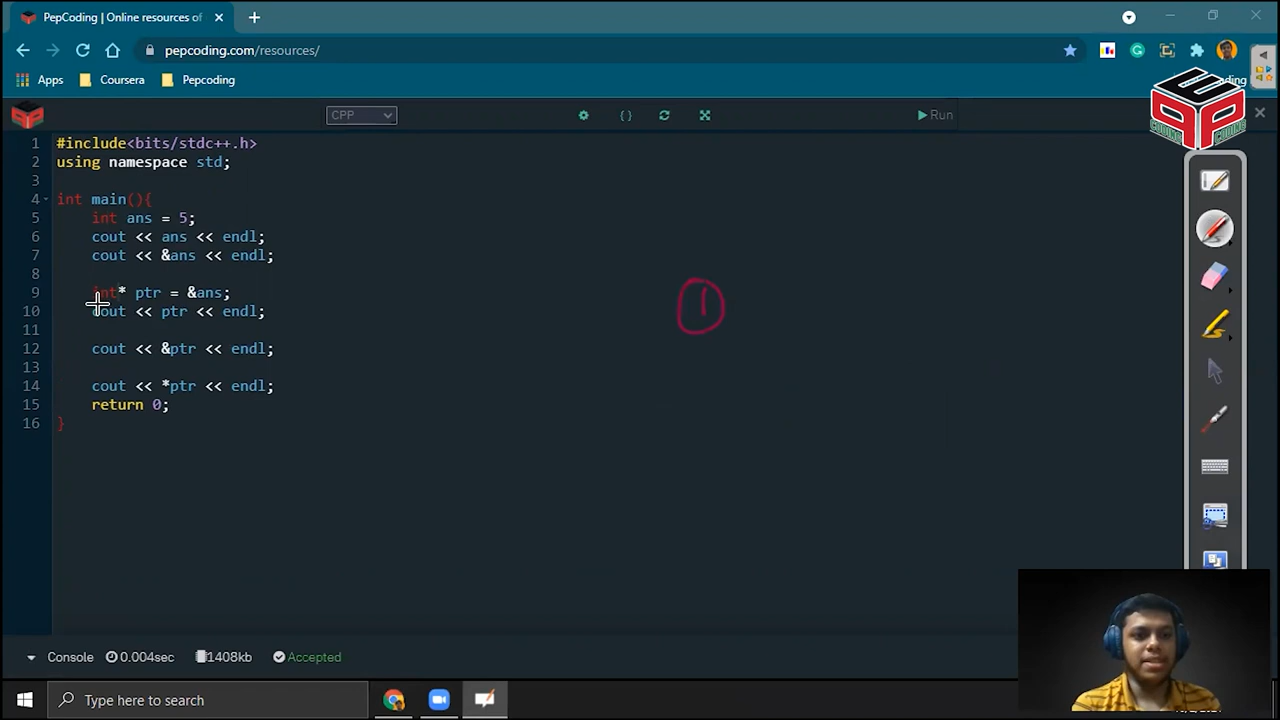 PepCoding | Online resources of
pepcoding.com/resources/
Apps
Coursera
Pepcoding
CODING
CPP
Run
1 #include<bits/stdc++.h>
2 using namespace std;
3
4 int main(){
5 int ans = 5;
6 cout << ans << endl;
7 cout << &ans << endl;
8
9 int* ptr = &ans;
10 cout << ptr << endl;
11
12 cout << &ptr << endl;
13
14 cout << *ptr << endl;
15 return 0;
16 }
1
Console 0.004sec 1408kb Accepted
Type here to search